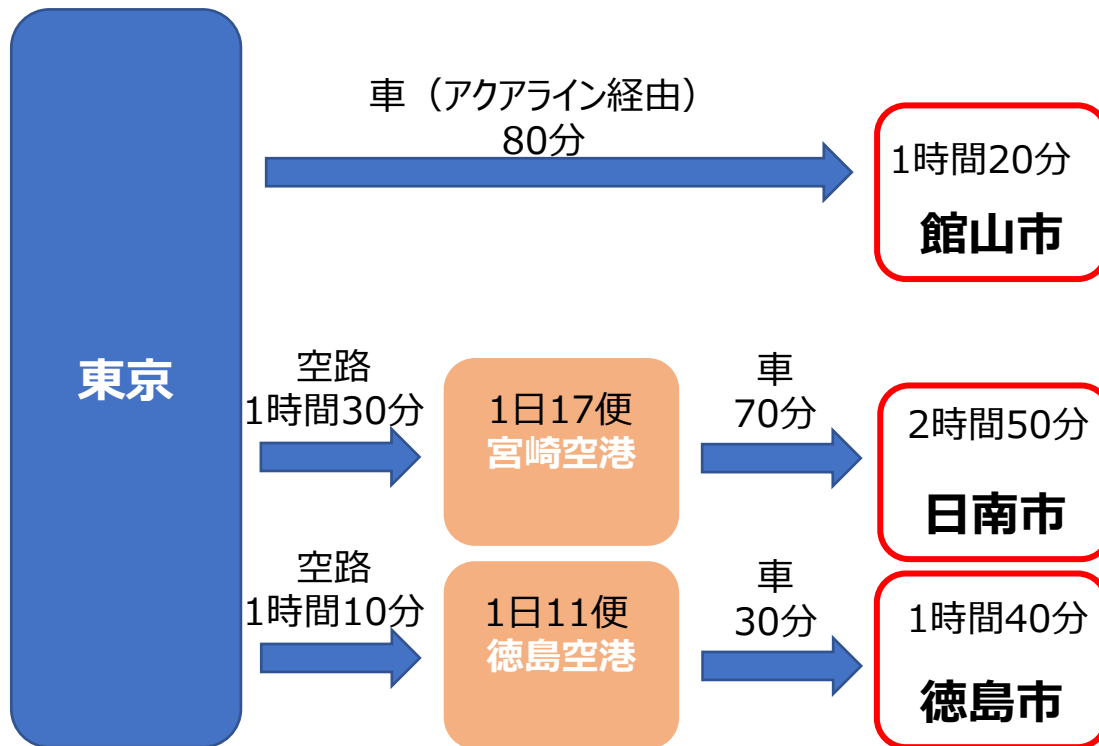 東京
車（アクアライン経由）
80分
1時間20分
館山市
空路
1時間30分
1日17便
宮崎空港
車
70分
2時間50分
日南市
空路
1時間10分
1日11便
徳島空港
車
30分
1時間40分
徳島市